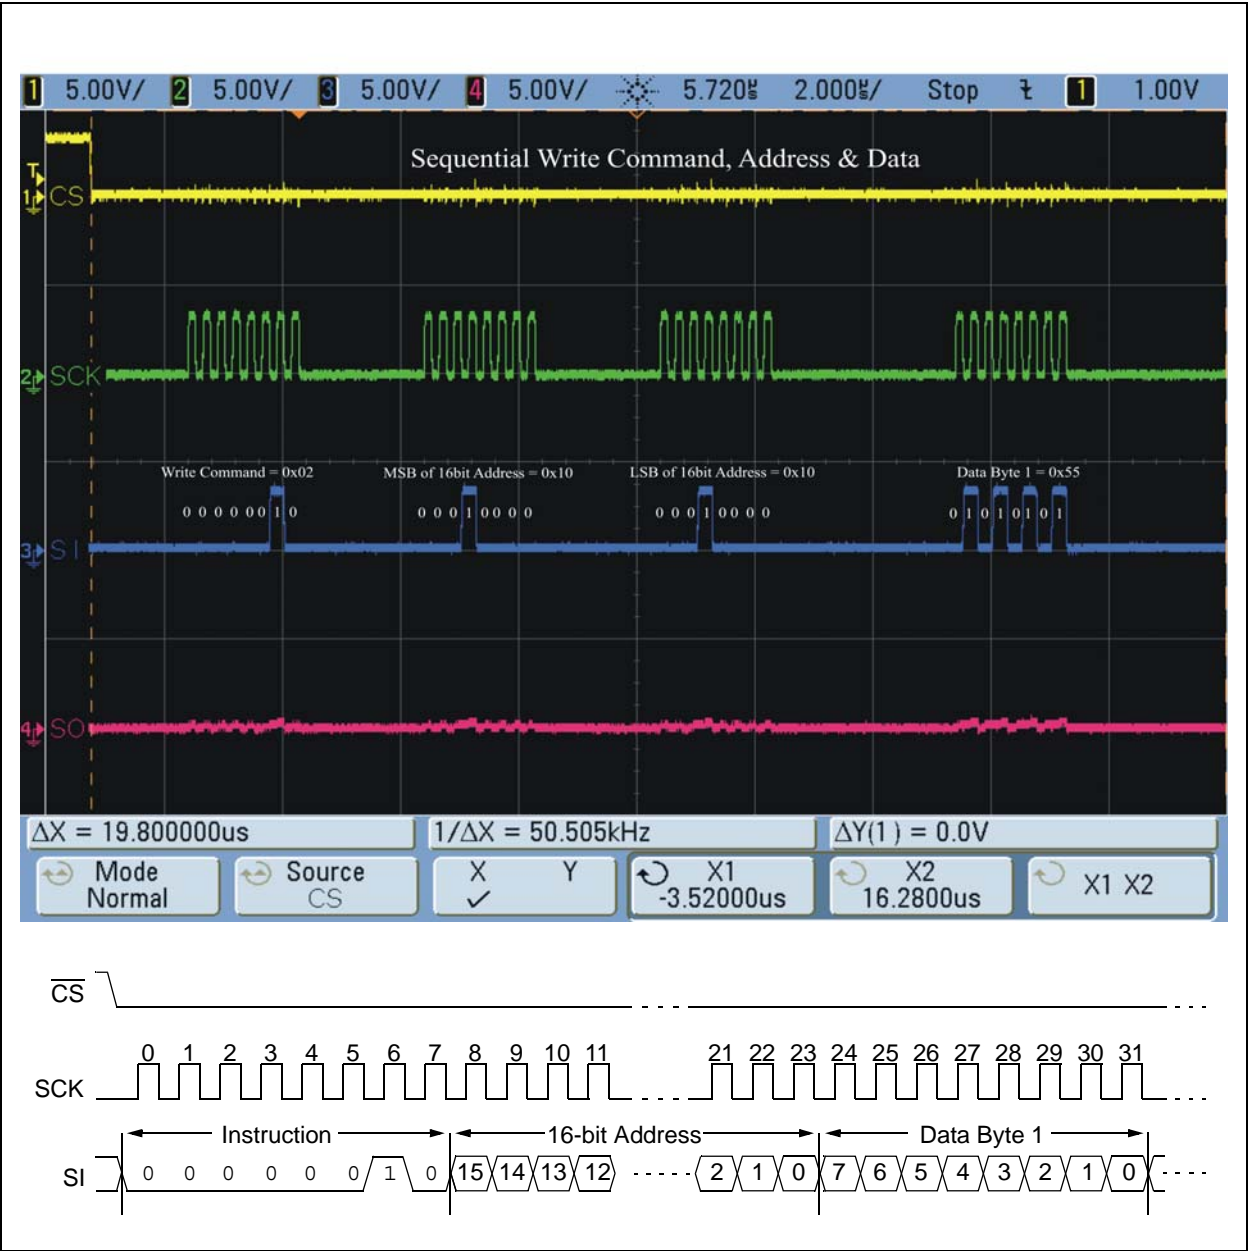 1 5.00V/ 2 5.00V/ 3 5.00V/ 4 5.00V/ 5.720µs 2.000µs/ Stop 1 1.00V
Sequential Write Command, Address & Data
T
1 CS
2 SCK
Write Command = 0x02 MSB of 16bit Address = 0x10 LSB of 16bit Address = 0x10 Data Byte 1 = 0x55
0 0 0 0 0 0 1 0 0 0 0 1 0 0 0 0 0 0 0 1 0 0 0 0 0 1 0 1 0 1 0 1
3 SI
4 SO
ΔX = 19.800000us 1/ΔX = 50.505kHz ΔY(1 ) = 0.0V
Mode Source X Y X1 X2 X1 X2
Normal CS ✓ -3.52000us 16.2800us
CS
0 1 2 3 4 5 6 7 8 9 10 11 21 22 23 24 25 26 27 28 29 30 31
SCK
Instruction 16-bit Address Data Byte 1
SI 0 0 0 0 0 0 1 0 15 14 13 12 2 1 0 7 6 5 4 3 2 1 0